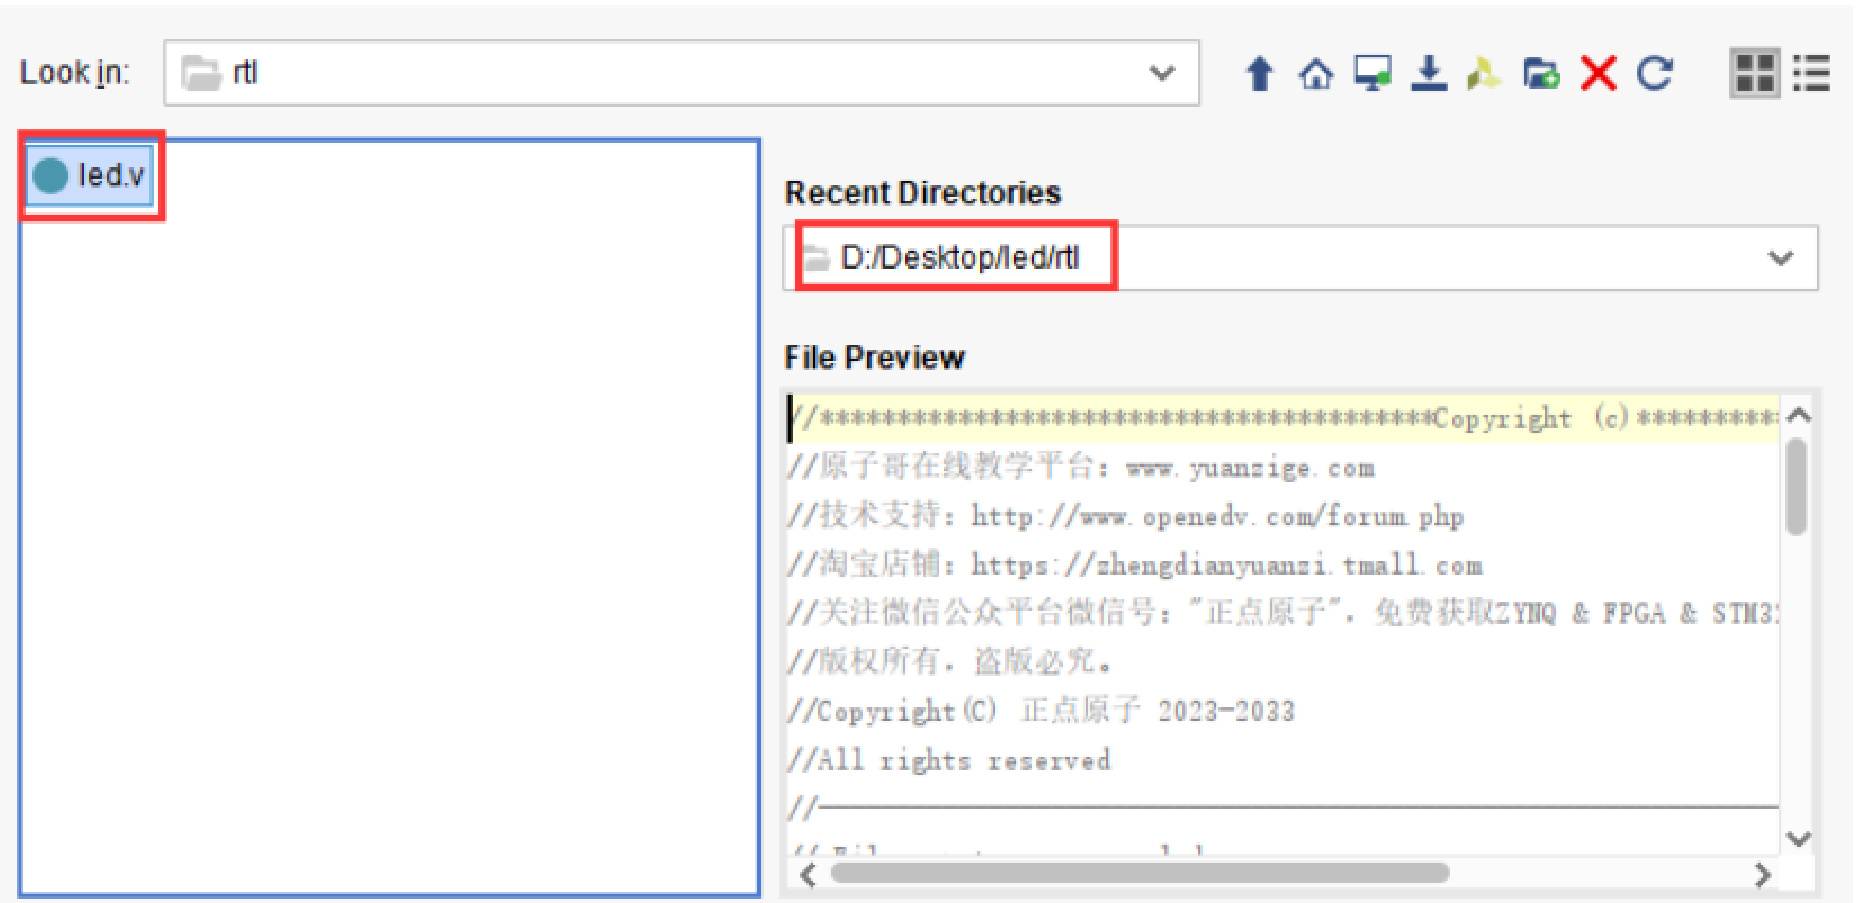 Look in: rtl
led.v
Recent Directories
D:/Desktop/led/rtl
File Preview
//****************************************Copyright (c)**********
//原子哥在线教学平台：www.yuanzige.com
//技术支持：http://www.openedv.com/forum.php
//淘宝店铺：https://zhengdianyuanzi.tmall.com
//关注微信公众平台微信号："正点原子"，免费获取ZYNQ & FPGA & STM32
//版权所有，盗版必究。
//Copyright(C) 正点原子 2023-2033
//All rights reserved
//----------------------------------------